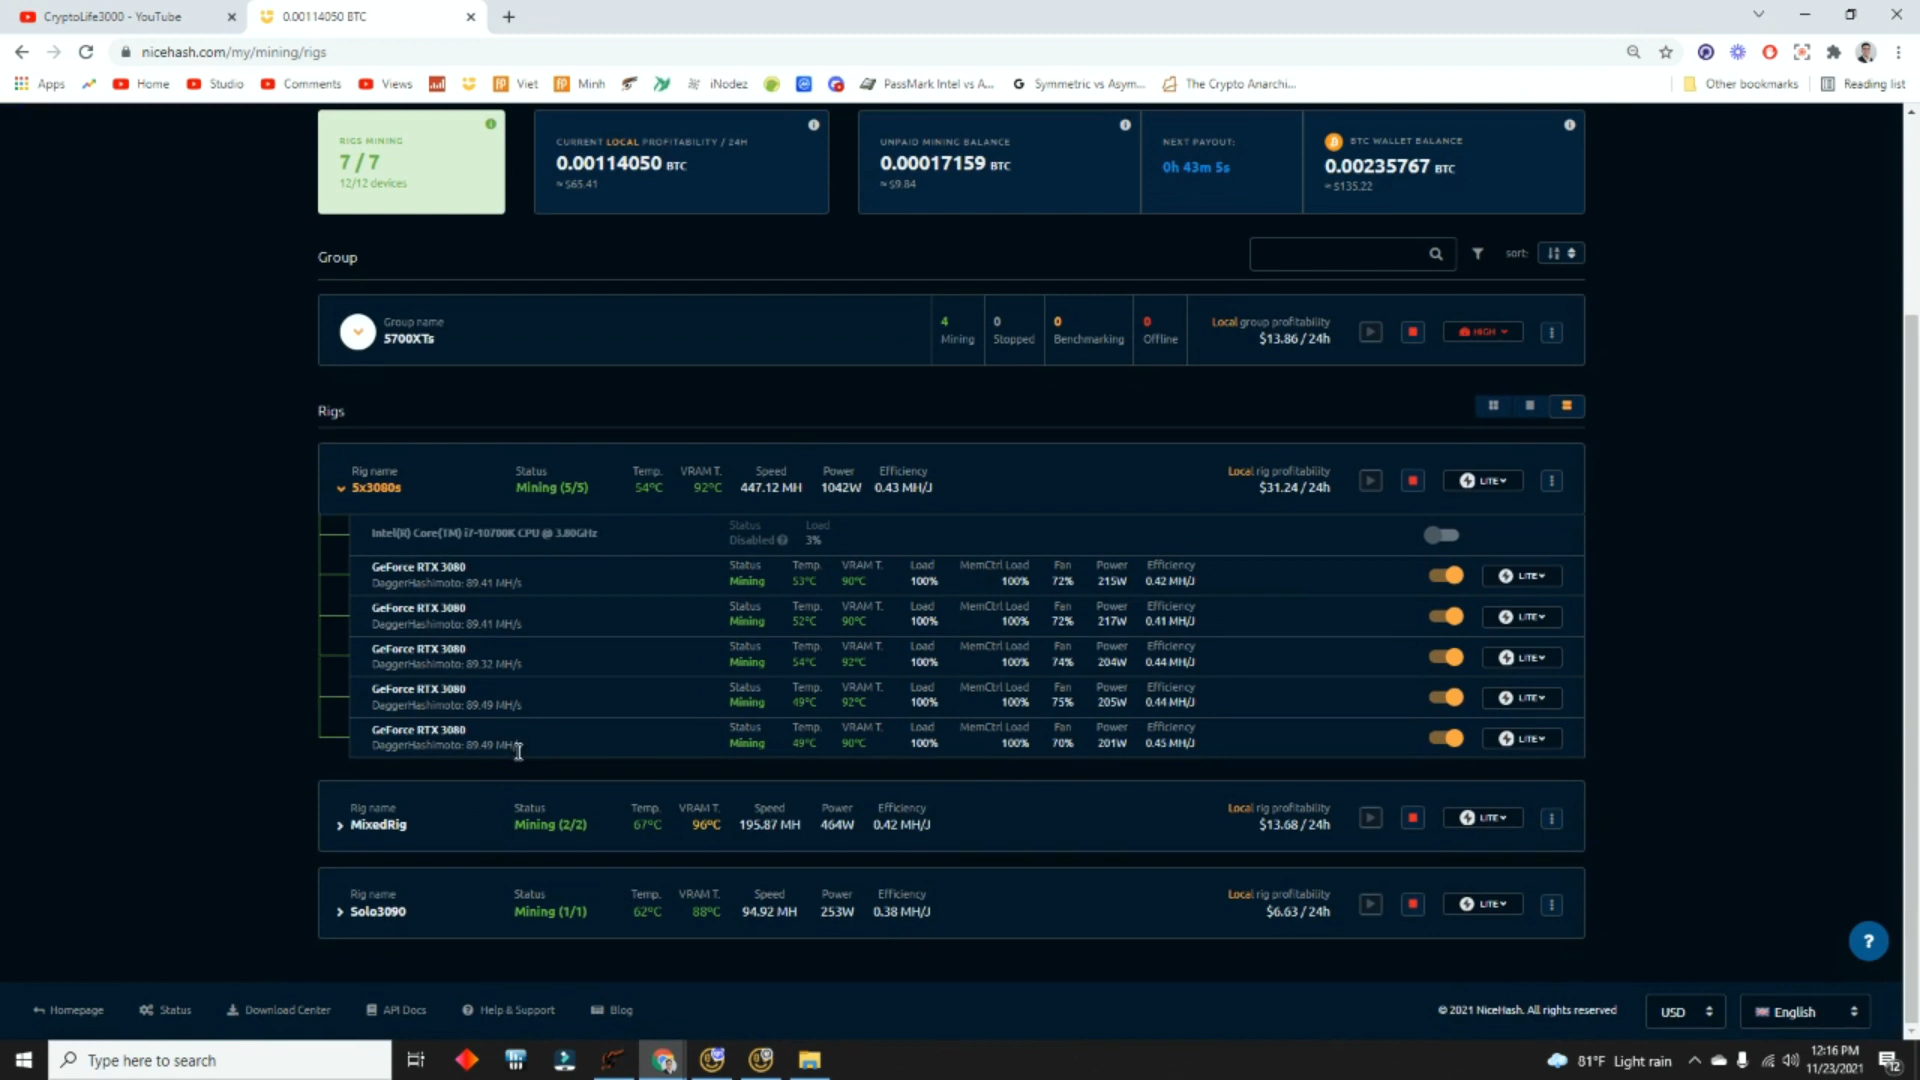 CryptoLife3000 - YouTube
0.00114050 BTC
nicehash.com/my/mining/rigs
Apps
Home
Studio
Comments
Views
Viet
Minh
iNodez
PassMark Intel vs A...
Symmetric vs Asym...
The Crypto Anarchi...
Other bookmarks
Reading list
RIGS MINING
7 / 7
12/12 devices
CURRENT LOCAL PROFITABILITY / 24H
0.00114050 BTC
≈ $65.41
UNPAID MINING BALANCE
0.00017159 BTC
≈ $9.84
NEXT PAYOUT:
0h 43m 5s
BTC WALLET BALANCE
0.00235767 BTC
≈ $135.22
Group
sort:
Group name
5700XTs
4 Mining
0 Stopped
0 Benchmarking
0 Offline
Local group profitability
$13.86 / 24h
HIGH
Rigs
Rig name Status Temp. VRAM T. Speed Power Efficiency Local rig profitability
5x3080s Mining (5/5) 54°C 92°C 447.12 MH 1042W 0.43 MH/J $31.24 / 24h LITE
Intel(R) Core(TM) i7-10700K CPU @ 3.80GHz
Status Load
Disabled 3%
GeForce RTX 3080 Status Temp. VRAM T. Load MemCtrl Load Fan Power Efficiency
DaggerHashimoto: 89.41 MH/s Mining 53°C 90°C 100% 100% 72% 215W 0.42 MH/J LITE
GeForce RTX 3080 Status Temp. VRAM T. Load MemCtrl Load Fan Power Efficiency
DaggerHashimoto: 89.41 MH/s Mining 52°C 90°C 100% 100% 72% 217W 0.41 MH/J LITE
GeForce RTX 3080 Status Temp. VRAM T. Load MemCtrl Load Fan Power Efficiency
DaggerHashimoto: 89.32 MH/s Mining 54°C 92°C 100% 100% 74% 204W 0.44 MH/J LITE
GeForce RTX 3080 Status Temp. VRAM T. Load MemCtrl Load Fan Power Efficiency
DaggerHashimoto: 89.49 MH/s Mining 49°C 92°C 100% 100% 75% 205W 0.44 MH/J LITE
GeForce RTX 3080 Status Temp. VRAM T. Load MemCtrl Load Fan Power Efficiency
DaggerHashimoto: 89.49 MH/s Mining 49°C 90°C 100% 100% 70% 201W 0.45 MH/J LITE
Rig name Status Temp. VRAM T. Speed Power Efficiency Local rig profitability
MixedRig Mining (2/2) 67°C 96°C 195.87 MH 464W 0.42 MH/J $13.68 / 24h LITE
Rig name Status Temp. VRAM T. Speed Power Efficiency Local rig profitability
Solo3090 Mining (1/1) 62°C 88°C 94.92 MH 253W 0.38 MH/J $6.63 / 24h LITE
?
Homepage
Status
Download Center
API Docs
Help & Support
Blog
© 2021 NiceHash. All rights reserved
USD
English
Type here to search
81°F Light rain
12:16 PM
11/23/2021
12